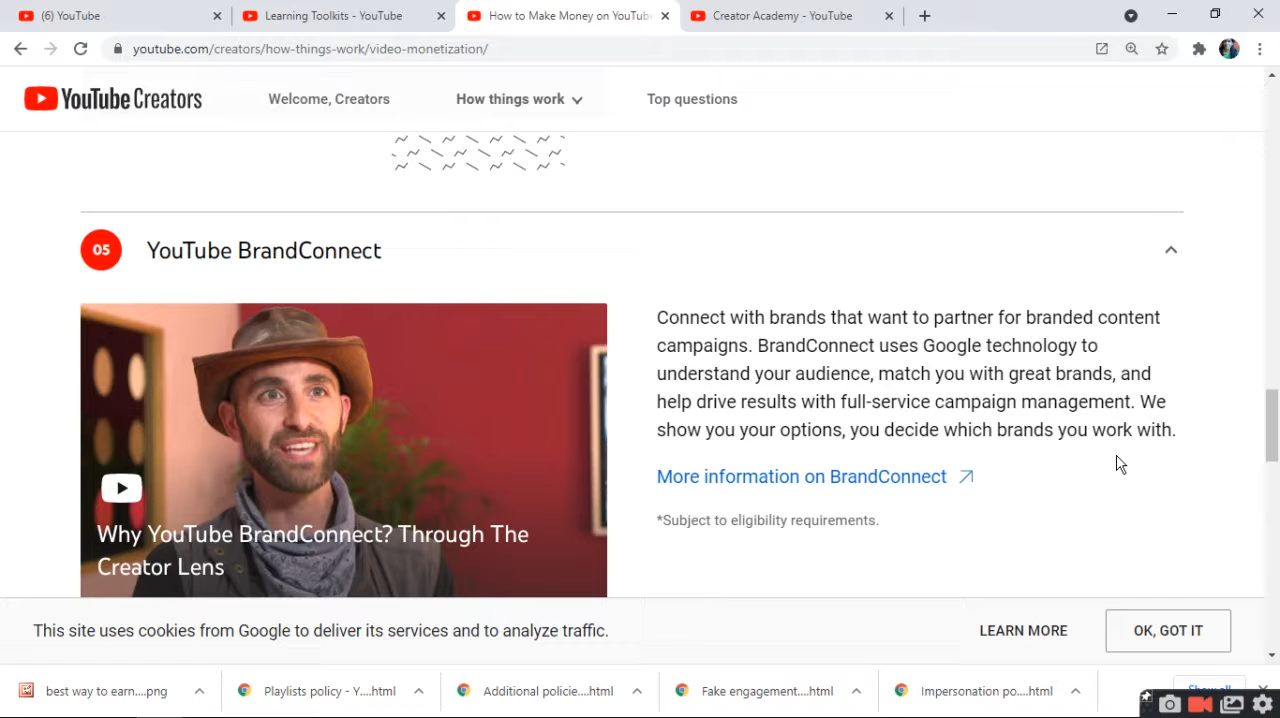 (6) YouTube
Learning Toolkits - YouTube
How to Make Money on YouTube
Creator Academy - YouTube
youtube.com/creators/how-things-work/video-monetization/
YouTube Creators
Welcome, Creators
How things work
Top questions
05
YouTube BrandConnect
Why YouTube BrandConnect? Through The
Creator Lens
Connect with brands that want to partner for branded content
campaigns. BrandConnect uses Google technology to
understand your audience, match you with great brands, and
help drive results with full-service campaign management. We
show you your options, you decide which brands you work with.
More information on BrandConnect
*Subject to eligibility requirements.
This site uses cookies from Google to deliver its services and to analyze traffic.
LEARN MORE
OK, GOT IT
best way to earn....png
Playlists policy - Y....html
Additional policie....html
Fake engagement....html
Impersonation po....html
Show all